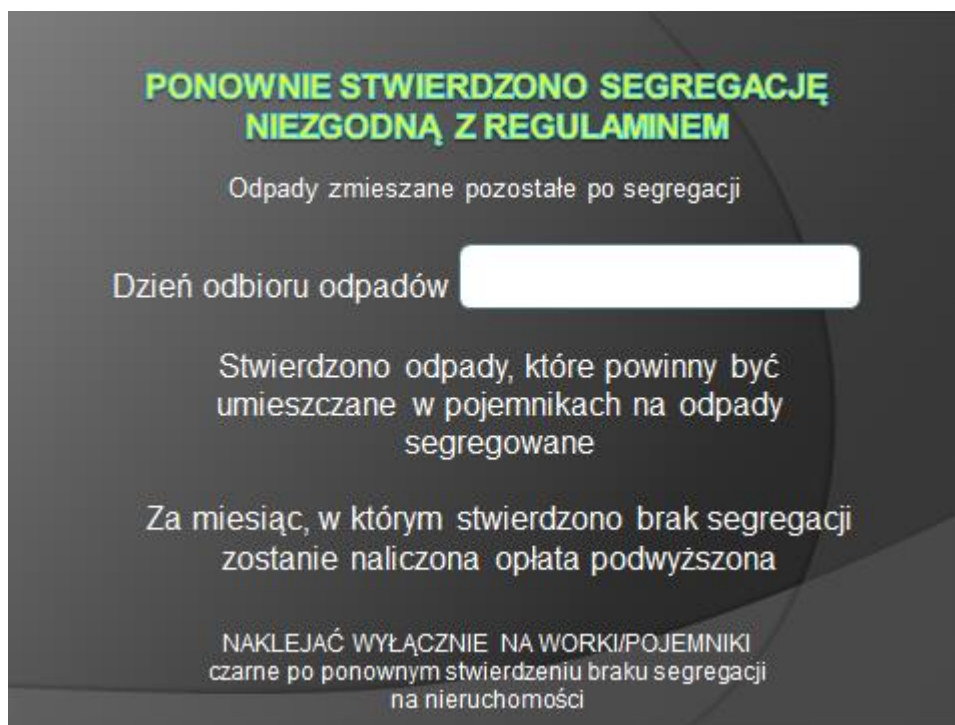 PONOWNIE STWIERDZONO SEGREGACJĘ
NIEZGODNĄ Z REGULAMINEM
Odpady zmieszane pozostałe po segregacji
Dzień odbioru odpadów
Stwierdzono odpady, które powinny być
umieszczane w pojemnikach na odpady
segregowane
Za miesiąc, w którym stwierdzono brak segregacji
zostanie naliczona opłata podwyższona
NAKLEJAĆ WYŁĄCZNIE NA WORKI/POJEMNIKI
czarne po ponownym stwierdzeniu braku segregacji
na nieruchomości